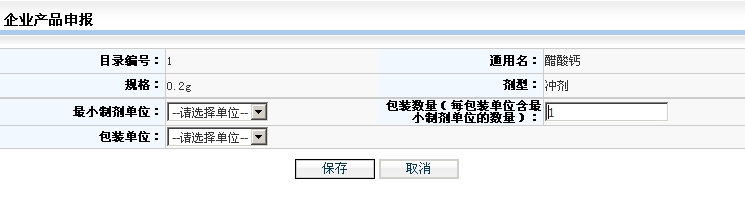 企业产品申报
目录编号： 1 通用名： 醋酸钙
规格： 0.2g 剂型： 冲剂
最小制剂单位： --请选择单位-- 包装数量（每包装单位含最
小制剂单位的数量）： 1
包装单位： --请选择单位--
保存 取消